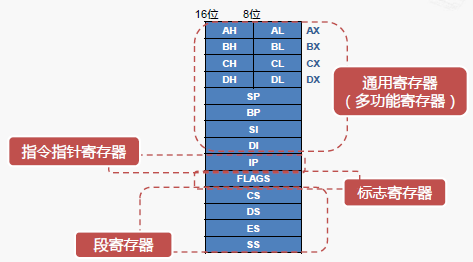 16位 8位
AH AL AX
BH BL BX
CH CL CX
DH DL DX
SP
BP
SI
DI
IP
FLAGS
CS
DS
ES
SS
通用寄存器
（多功能寄存器）
指令指针寄存器
标志寄存器
段寄存器